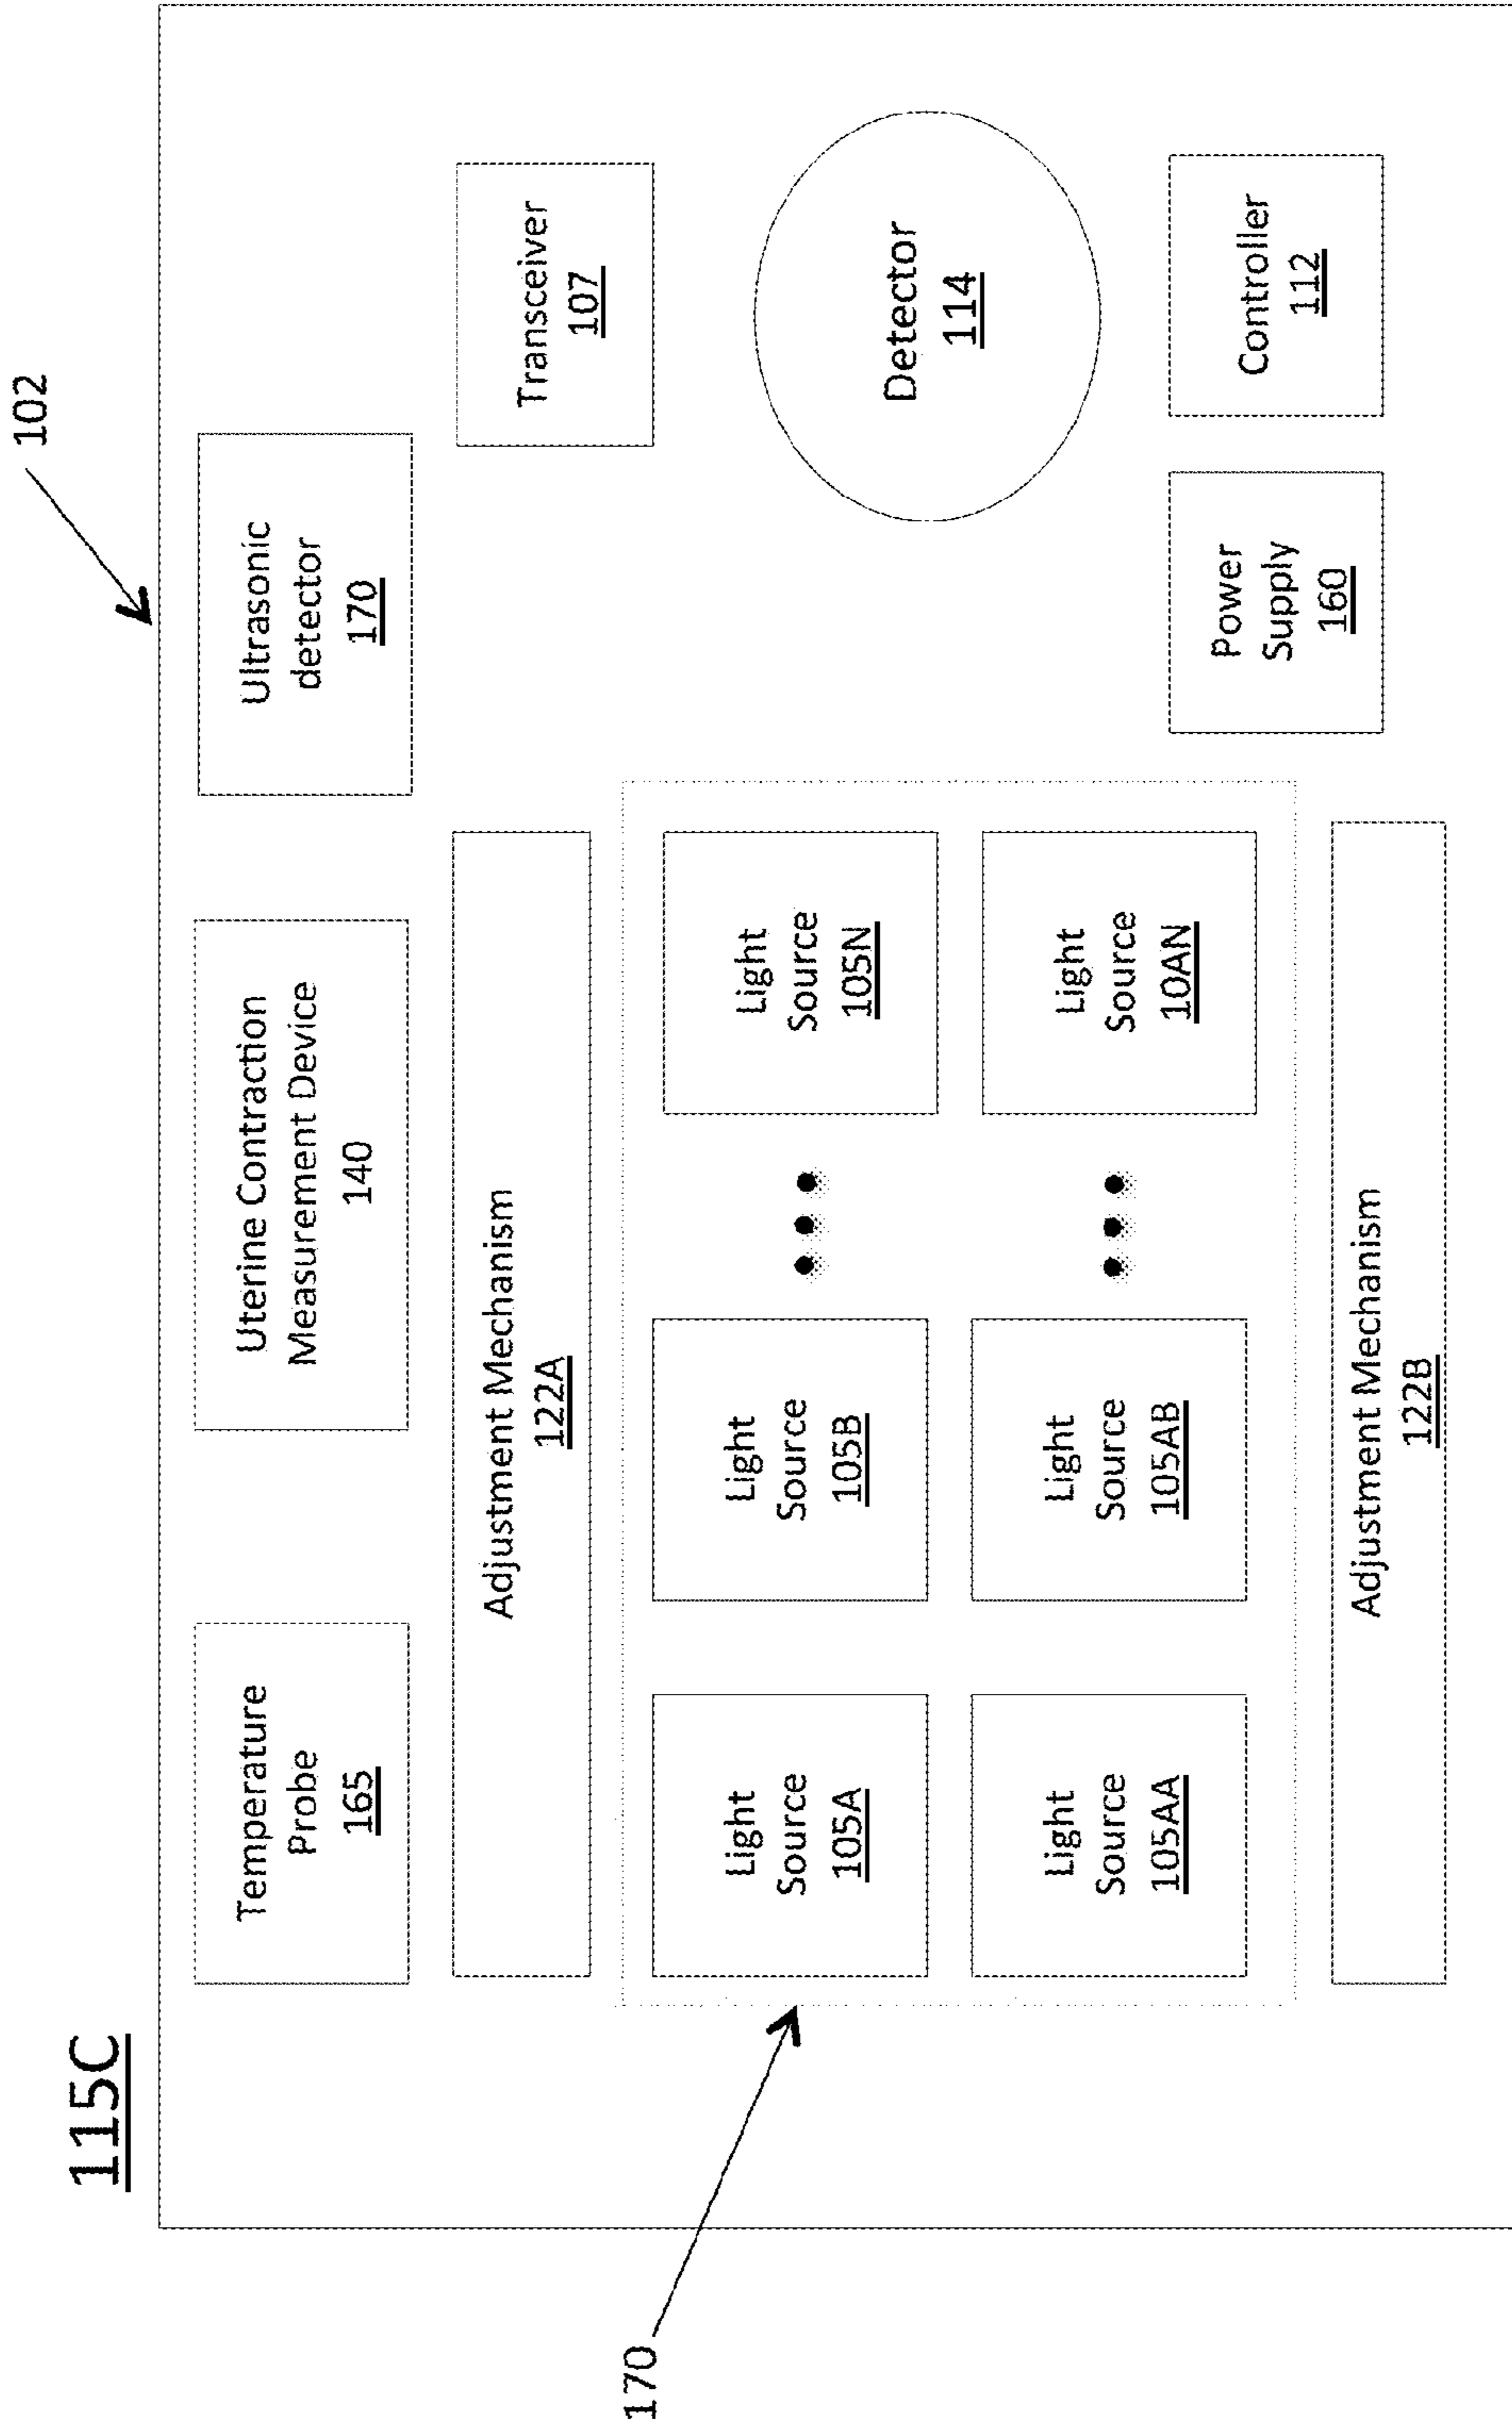 115C
102
Temperature
Probe
165
Uterine Contraction
Measurement Device
140
Ultrasonic
detector
170
Adjustment Mechanism
122A
Transceiver
107
170
Light
Source
105A
Light
Source
105B
Light
Source
105N
Detector
114
Light
Source
105AA
Light
Source
105AB
Light
Source
10AN
Power
Supply
160
Controller
112
Adjustment Mechanism
122B